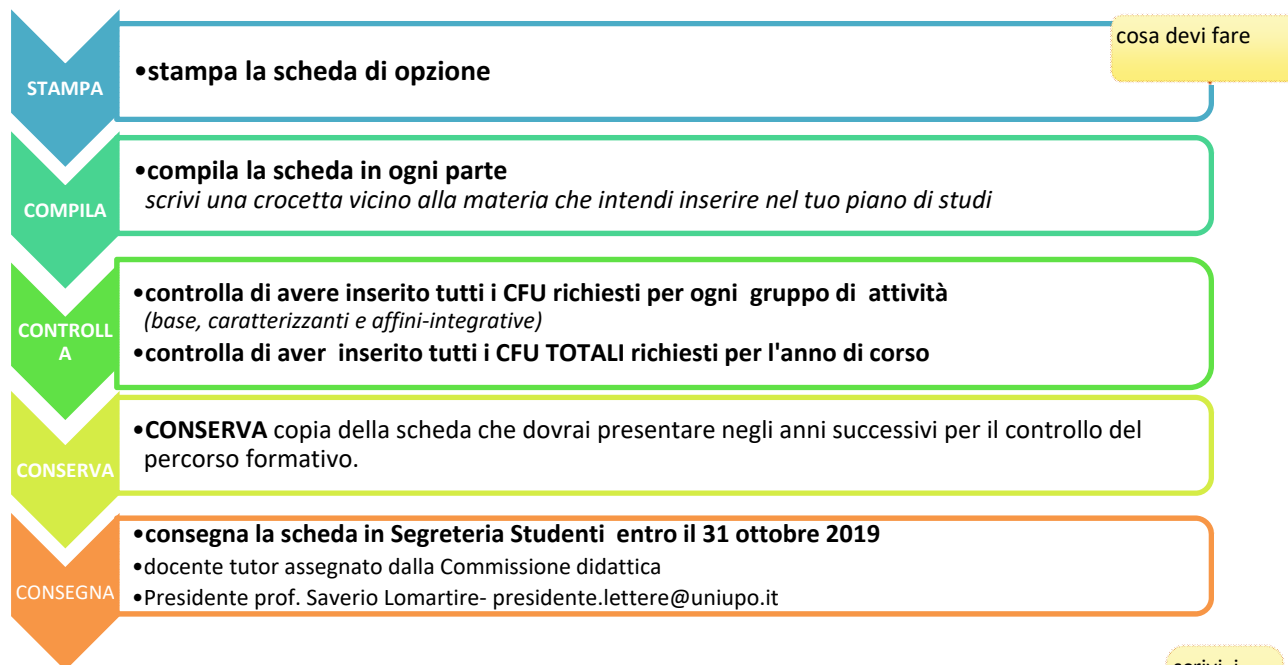 cosa devi fare
STAMPA
•stampa la scheda di opzione
COMPILA
•compila la scheda in ogni parte
scrivi una crocetta vicino alla materia che intendi inserire nel tuo piano di studi
CONTROLL
A
•controlla di avere inserito tutti i CFU richiesti per ogni gruppo di attività
(base, caratterizzanti e affini-integrative)
•controlla di aver inserito tutti i CFU TOTALI richiesti per l'anno di corso
CONSERVA
•CONSERVA copia della scheda che dovrai presentare negli anni successivi per il controllo del
percorso formativo.
CONSEGNA
•consegna la scheda in Segreteria Studenti entro il 31 ottobre 2019
•docente tutor assegnato dalla Commissione didattica
•Presidente prof. Saverio Lomartire- presidente.lettere@uniupo.it